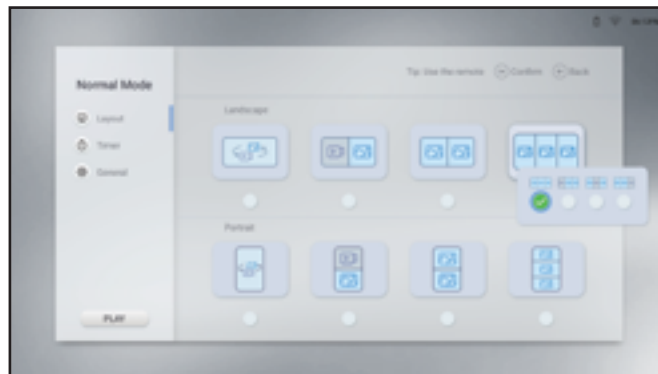 Normal Mode
Tip: Use the remote Confirm Back
Layout
Timer
General
Landscape
Portrait
PLAY